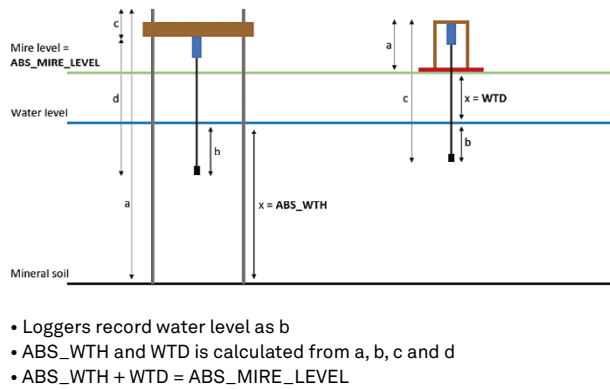 c
Mire level =
ABS_MIRE_LEVEL
a
d
c
x = WTD
Water level
b
b
a
x = ABS_WTH
Mineral soil
• Loggers record water level as b
• ABS_WTH and WTD is calculated from a, b, c and d
• ABS_WTH + WTD = ABS_MIRE_LEVEL